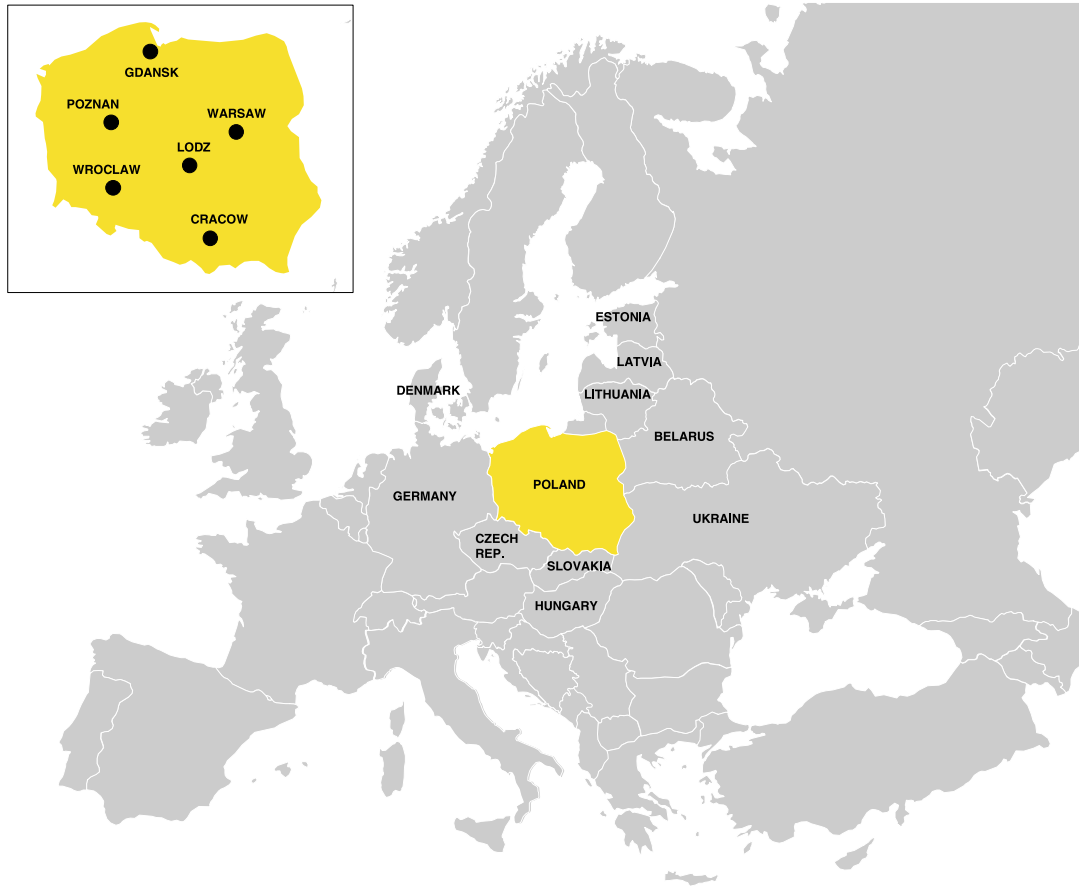 GDANSK
POZNAN
WARSAW
LODZ
WROCLAW
CRACOW
ESTONIA
LATVIA
DENMARK
LITHUANIA
BELARUS
POLAND
GERMANY
UKRAINE
CZECH
REP.
SLOVAKIA
HUNGARY